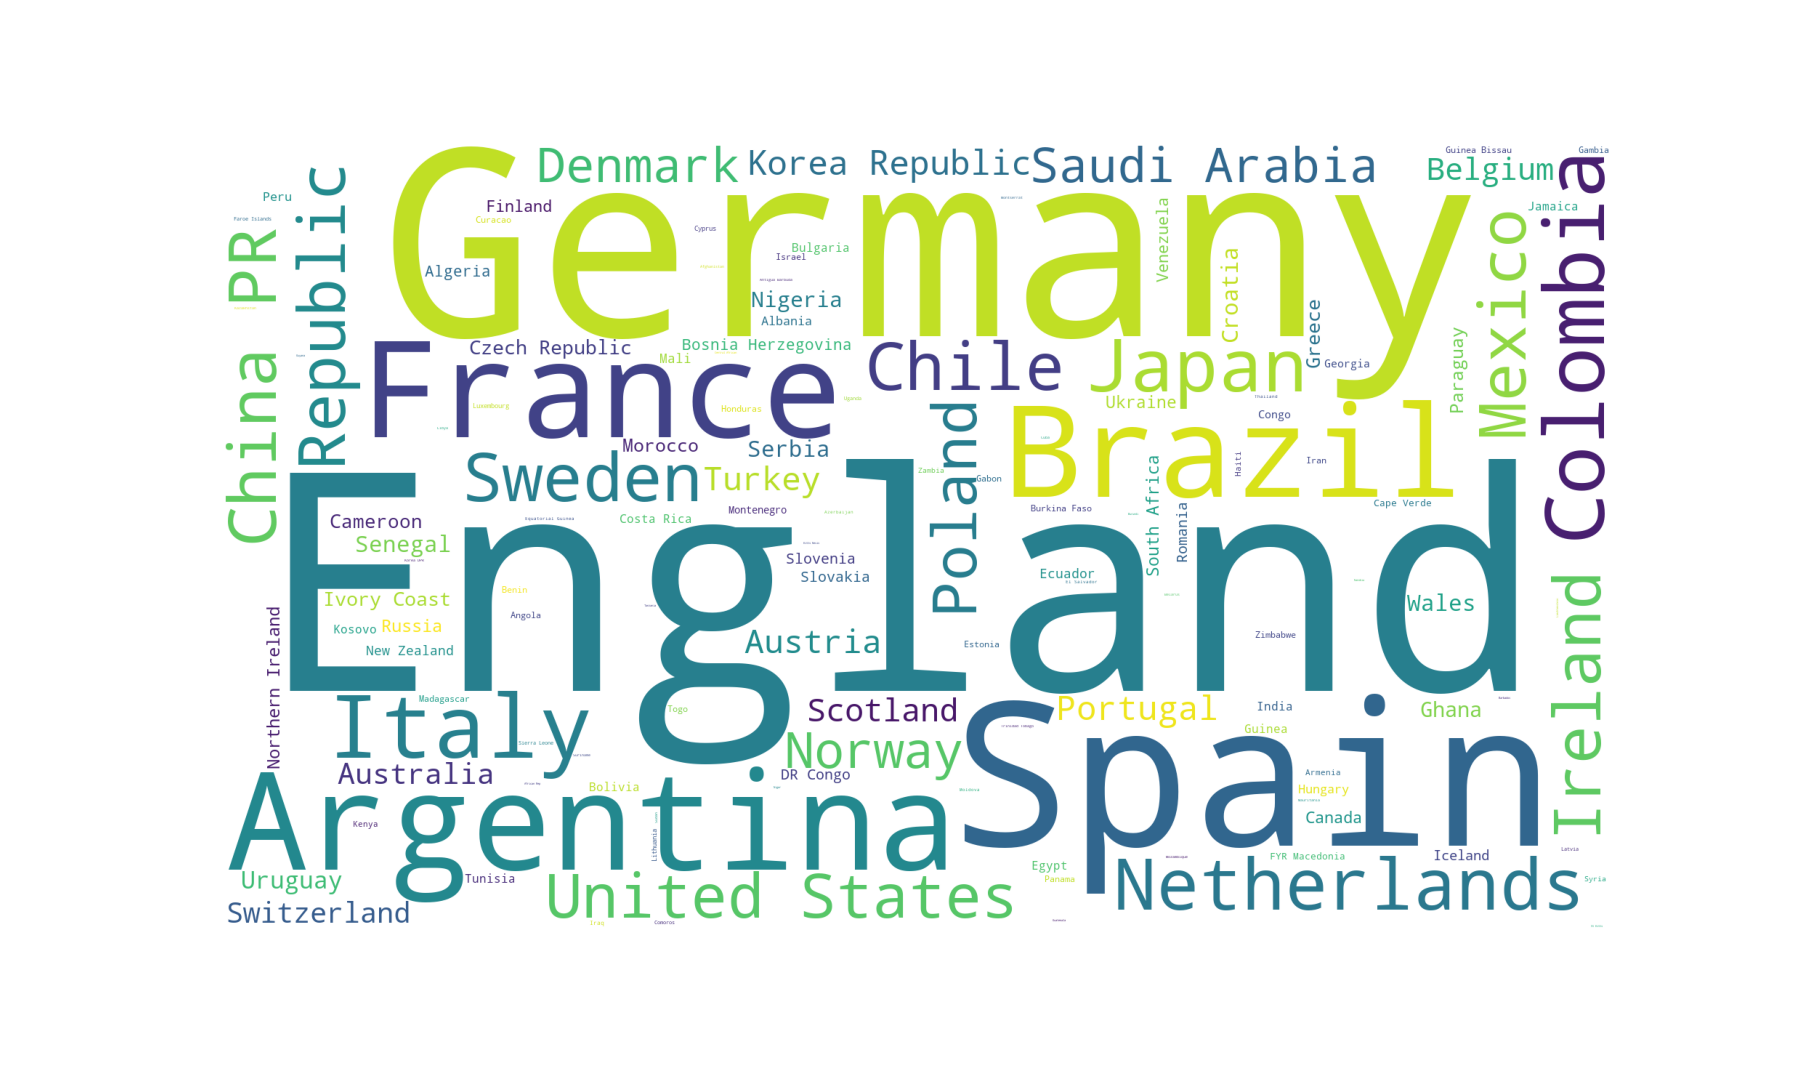 Guinea Bissau
Gambia
Denmark
Korea Republic
Saudi Arabia
Belgium
Germany
Peru
Faroe Islands
Finland
Curacao
Cyprus
Bulgaria
Israel
Venezuela
Jamaica
Algeria
Nigeria
Albania
Croatia
Greece
Mexico
Colombia
China PR
Republic
Czech Republic
Mali
Bosnia Herzegovina
France
Chile
Japan
Georgia
Paraguay
Luxembourg
Honduras
Uganda
Ukraine
Thailand
Congo
Brazil
Morocco
Serbia
Haiti
Iran
Sweden
Turkey
Zambia
Gabon
Poland
South Africa
Romania
Cape Verde
Cameroon
Equatorial Guinea
Costa Rica
Montenegro
Azerbaijan
Burkina Faso
England
Senegal
Slovenia
Slovakia
Ecuador
El Salvador
Ivory Coast
Benin
Wales
Kosovo
Russia
Angola
New Zealand
Austria
Estonia
Zimbabwe
Ireland
Northern Ireland
Madagascar
Italy
Togo
Scotland
Portugal
India
Ghana
Spain
Sierra Leone
Norway
Guinea
Australia
DR Congo
Bolivia
Moldova
Armenia
Hungary
Argentina
Kenya
Lithuania
Canada
Uruguay
Tunisia
Egypt
Panama
FYR Macedonia
Iceland
Latvia
Syria
United States
Netherlands
Switzerland
Iraq
Comoros